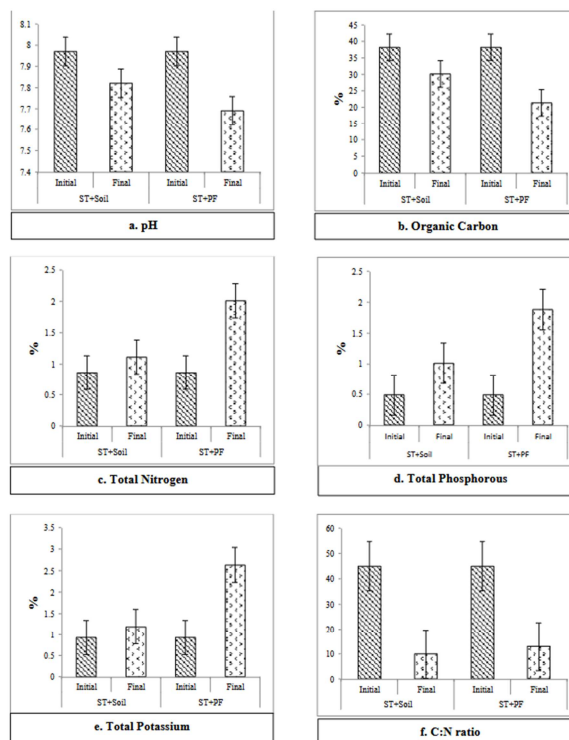 8.1
8
7.9
7.8
7.7
7.6
7.5
7.4
Initial Final Initial Final
ST+Soil ST+PF
a. pH
%
45
40
35
30
25
20
15
10
5
0
Initial Final Initial Final
ST+Soil ST+PF
b. Organic Carbon
%
2.5
2
1.5
1
0.5
0
Initial Final Initial Final
ST+Soil ST+PF
c. Total Nitrogen
%
2.5
2
1.5
1
0.5
0
Initial Final Initial Final
ST+Soil ST+PF
d. Total Phosphorous
%
3.5
3
2.5
2
1.5
1
0.5
0
Initial Final Initial Final
ST+Soil ST+PF
e. Total Potassium
60
50
40
30
20
10
0
Initial Final Initial Final
ST+Soil ST+PF
f. C:N ratio